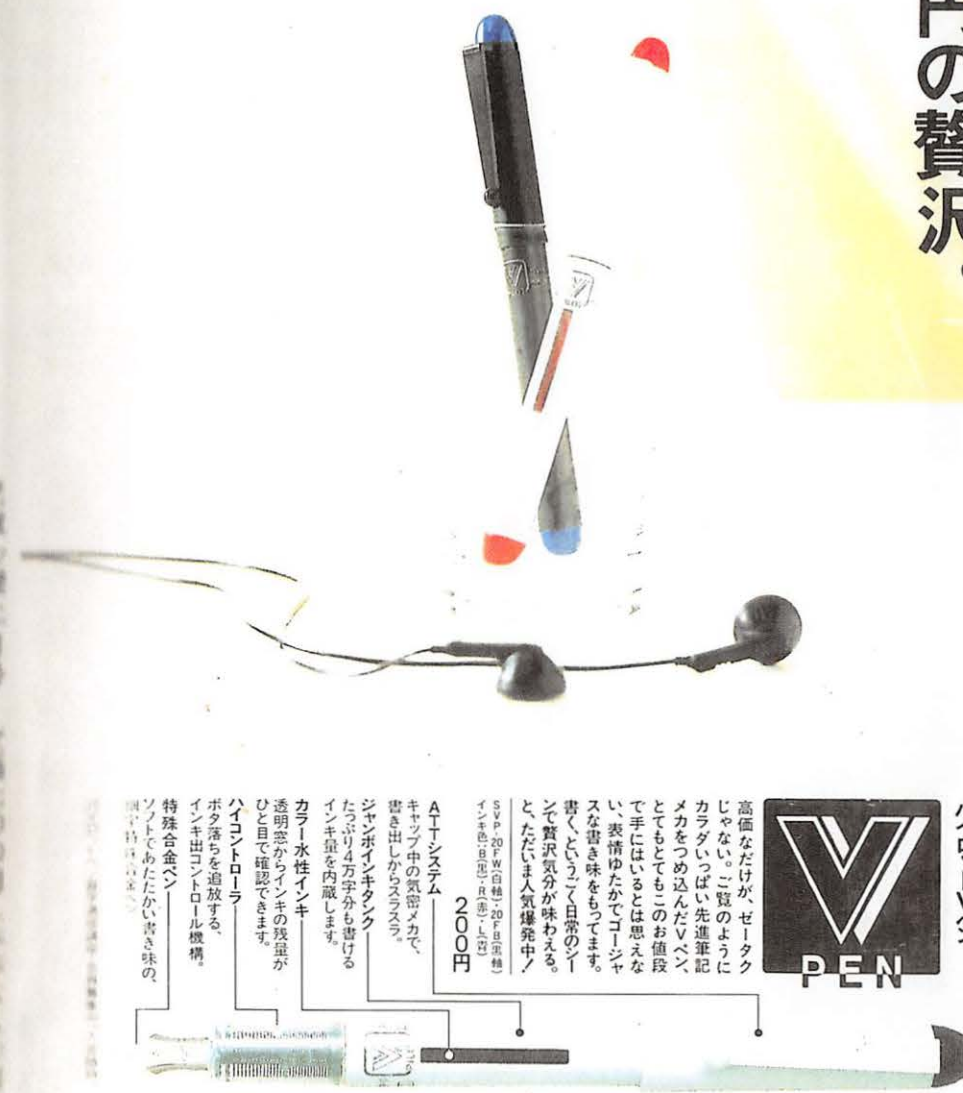 円の贅沢。
V
PEN
高価なだけが、ゼータク
じゃない。ご覧のように
カラダいっぱい先進筆記
メカをつめ込んだVペン、
とてもとてもこのお値段
で手にはいるとは思えな
い、表情ゆたかでゴージャ
スな書き味をもってます。
書く、というごく日常のシー
ンで贅沢気分が味わえる。
と、ただいま人気爆発中!
SVP-20FW(白軸)・20FB(黒軸)
インキ色:B(黒)・R(赤)・L(青)
200円
ATTシステム
キャップ中の気密メカで、
書き出しからスラスラ。
ジャンボインキタンク
たっぷり4万字分も書ける
インキ量を内蔵します。
カラー水性インキ
透明窓からインキの残量が
ひと目で確認できます。
ハイコントローラ
ボタ落ちを追放する、
インキ出コントロール機構。
特殊合金ペン
ソフトであたたかい書き味の、